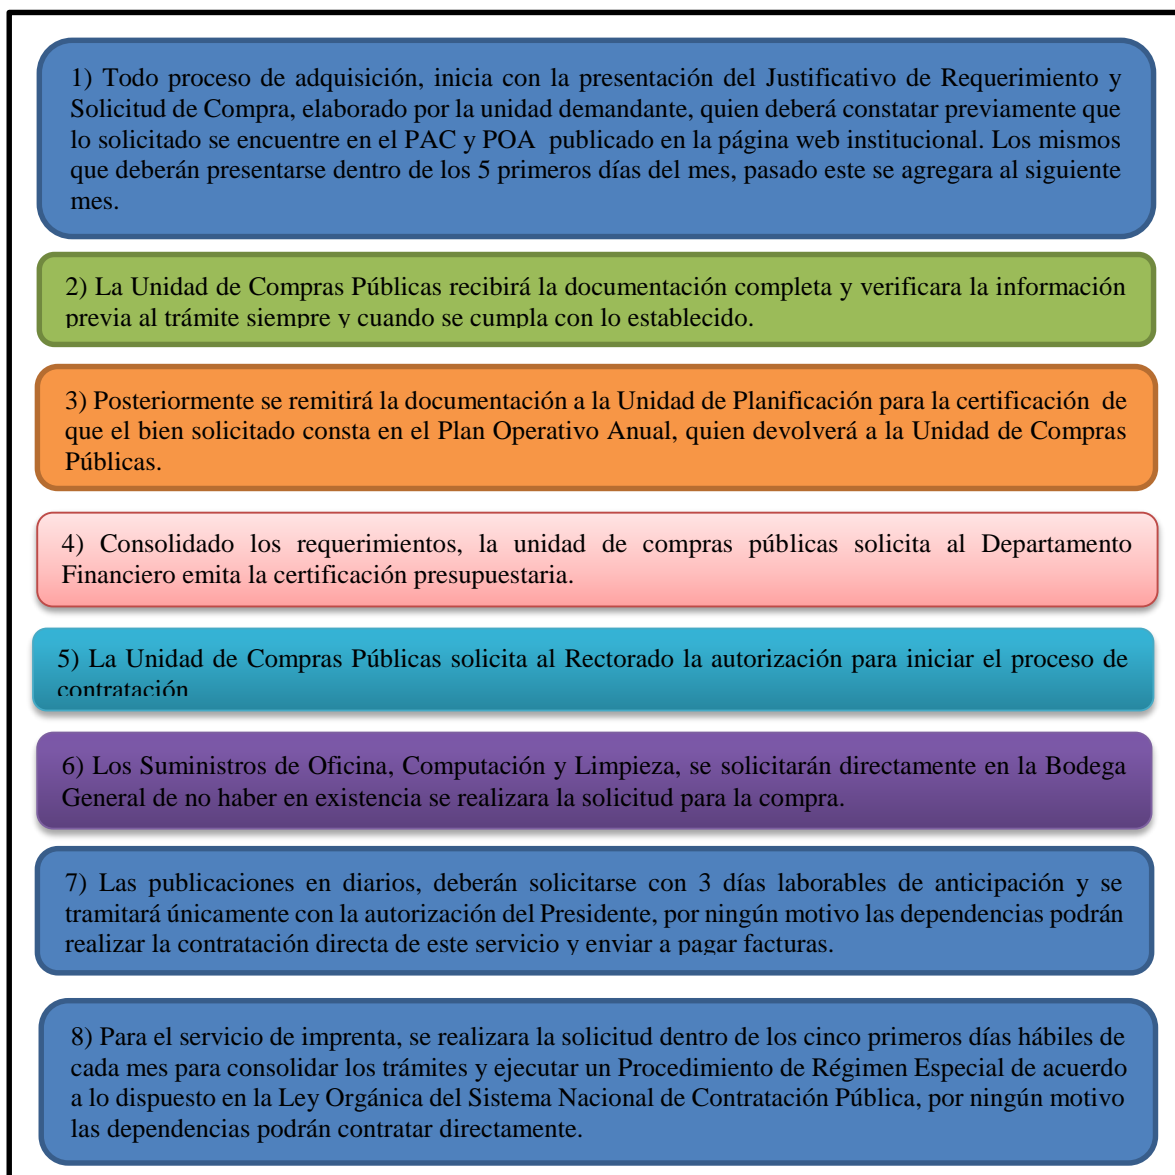 1) Todo proceso de adquisición, inicia con la presentación del Justificativo de Requerimiento y
Solicitud de Compra, elaborado por la unidad demandante, quien deberá constatar previamente que
lo solicitado se encuentre en el PAC y POA publicado en la página web institucional. Los mismos
que deberán presentarse dentro de los 5 primeros días del mes, pasado este se agregara al siguiente
mes.
2) La Unidad de Compras Públicas recibirá la documentación completa y verificara la información
previa al trámite siempre y cuando se cumpla con lo establecido.
3) Posteriormente se remitirá la documentación a la Unidad de Planificación para la certificación de
que el bien solicitado consta en el Plan Operativo Anual, quien devolverá a la Unidad de Compras
Públicas.
4) Consolidado los requerimientos, la unidad de compras públicas solicita al Departamento
Financiero emita la certificación presupuestaria.
5) La Unidad de Compras Públicas solicita al Rectorado la autorización para iniciar el proceso de
contratación
6) Los Suministros de Oficina, Computación y Limpieza, se solicitarán directamente en la Bodega
General de no haber en existencia se realizara la solicitud para la compra.
7) Las publicaciones en diarios, deberán solicitarse con 3 días laborables de anticipación y se
tramitará únicamente con la autorización del Presidente, por ningún motivo las dependencias podrán
realizar la contratación directa de este servicio y enviar a pagar facturas.
8) Para el servicio de imprenta, se realizara la solicitud dentro de los cinco primeros días hábiles de
cada mes para consolidar los trámites y ejecutar un Procedimiento de Régimen Especial de acuerdo
a lo dispuesto en la Ley Orgánica del Sistema Nacional de Contratación Pública, por ningún motivo
las dependencias podrán contratar directamente.